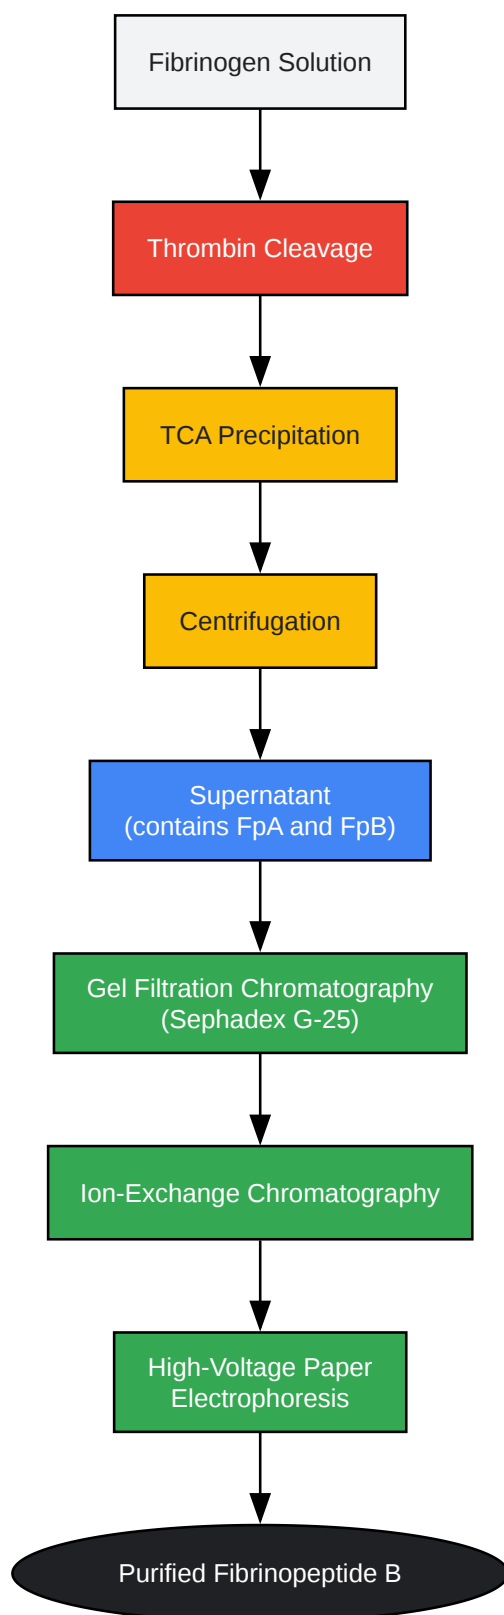 Fibrinogen Solution
Thrombin Cleavage
TCA Precipitation
Centrifugation
Supernatant
(contains FpA and FpB)
Gel Filtration Chromatography
(Sephadex G-25)
Ion-Exchange Chromatography
High-Voltage Paper
Electrophoresis
Purified Fibrinopeptide B